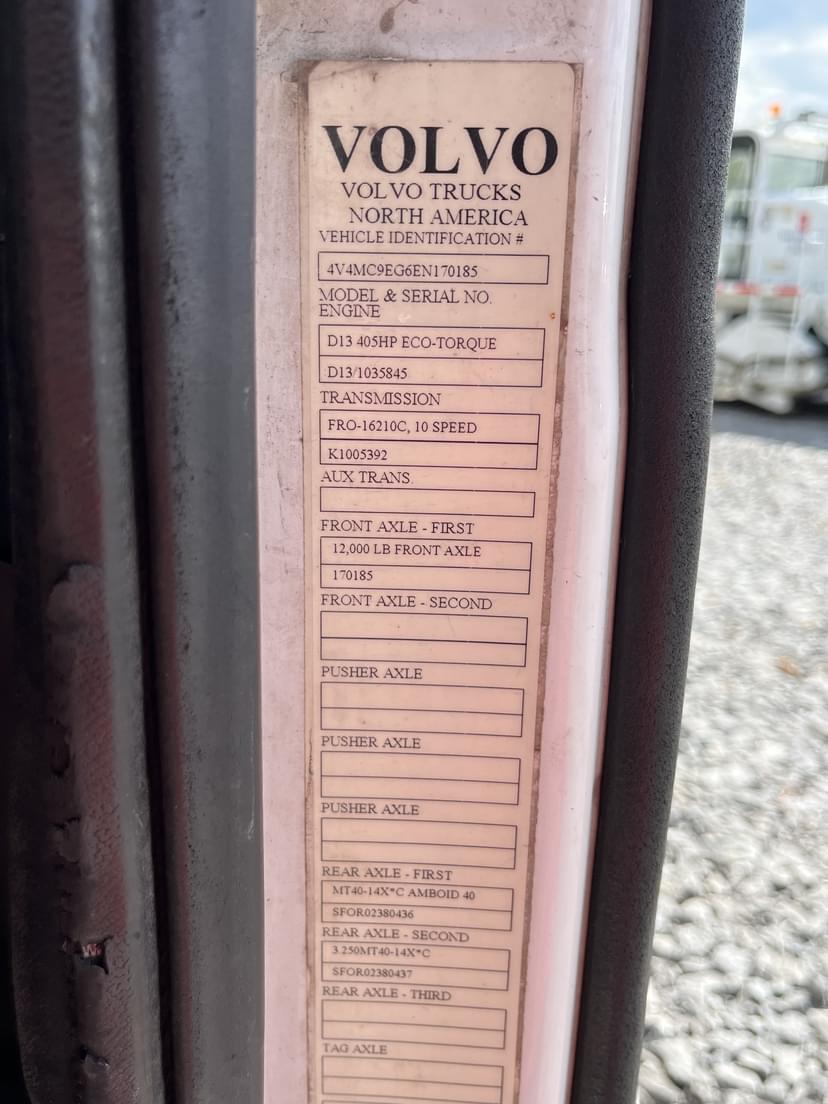 VOLVO
VOLVO TRUCKS
NORTH AMERICA
VEHICLE IDENTIFICATION #
4V4MC9EG6EN170185
MODEL & SERIAL NO.
ENGINE
D13 405HP ECO-TORQUE
D13/1035845
TRANSMISSION
FRO-16210C, 10 SPEED
K1005392
AUX TRANS.
FRONT AXLE - FIRST
12,000 LB FRONT AXLE
170185
FRONT AXLE - SECOND
PUSHER AXLE
PUSHER AXLE
PUSHER AXLE
REAR AXLE - FIRST
MT40-14X*C AMBOID 40
SFOR02380436
REAR AXLE - SECOND
3.250MT40-14X*C
SFOR02380437
REAR AXLE - THIRD
TAG AXLE